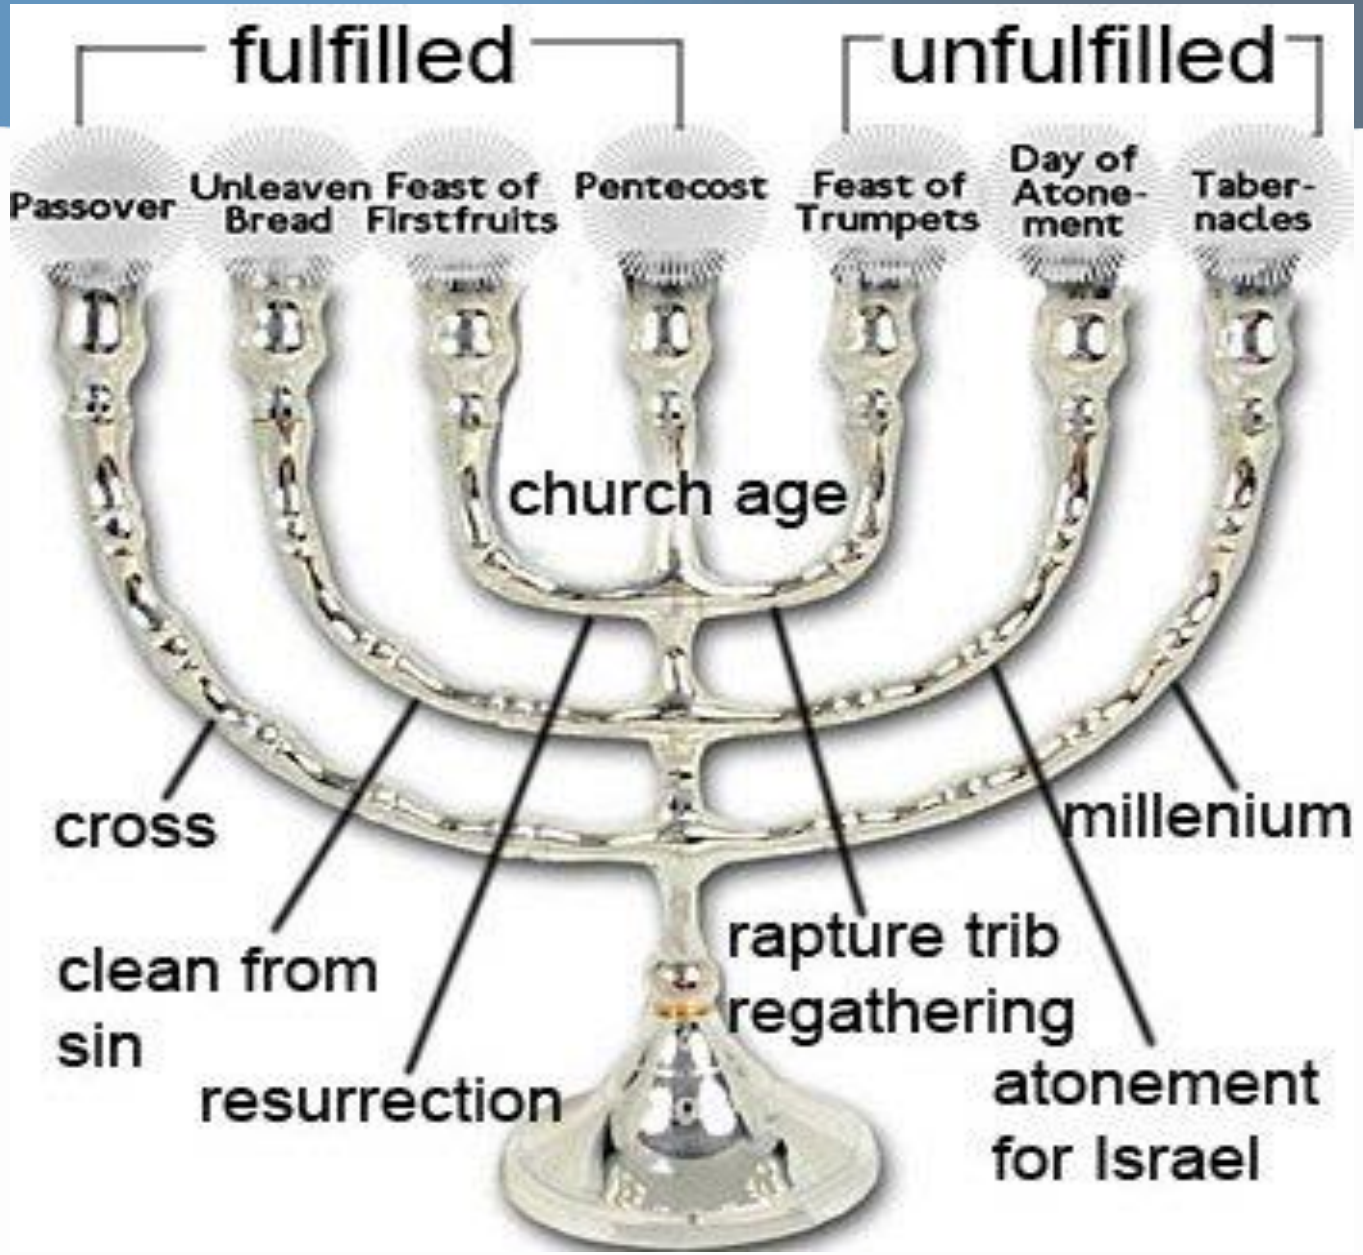 fulfilled
unfulfilled
Passover
Unleaven
Bread
Feast of
Firstfruits
Pentecost
Feast of
Trumpets
Day of
Atone-
ment
Taber-
nacles
church age
cross
clean from
sin
resurrection
rapture trib
regathering
atonement
for Israel
millenium